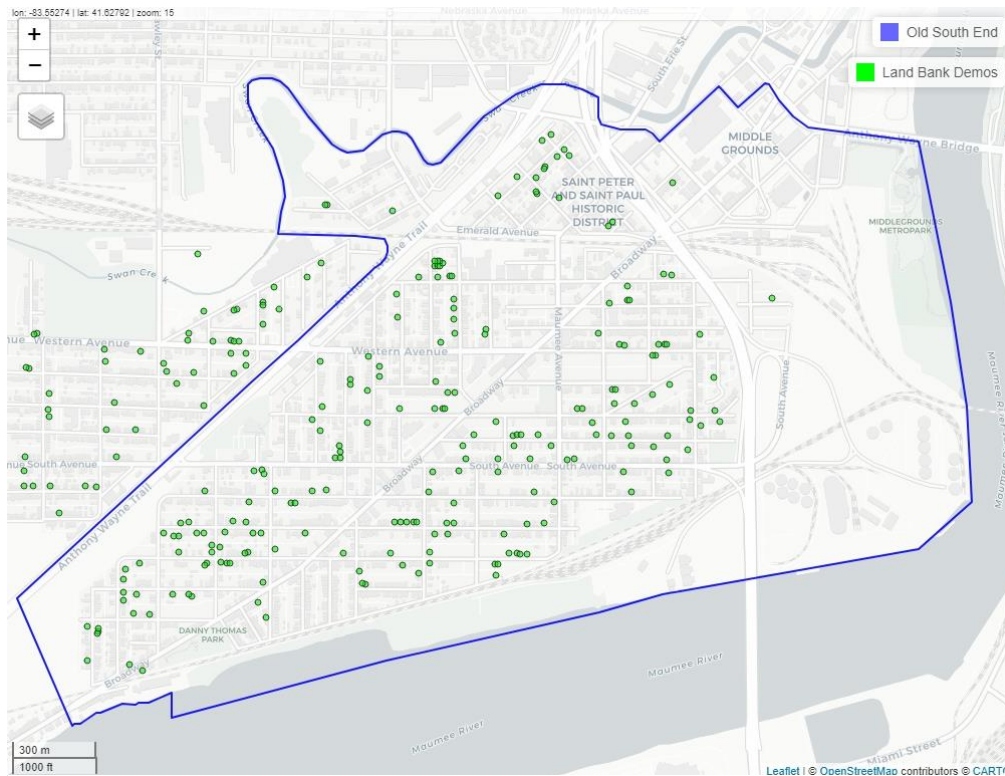 lon: -83.55274 | lat: 41.62792 | zoom: 15
Nebraska Avenue
Nebraska Avenue
+
−
Old South End
Land Bank Demos
South Erie St.
Swan Creek
MIDDLE
GROUNDS
Anthony Wayne Bridge
SAINT PETER
AND SAINT PAUL
HISTORIC
DISTRICT
MIDDLEGROUNDS
METROPARK
Emerald Avenue
Anthony Wayne Trail
Broadway
Swan Cre k
Western Avenue
Western Avenue
Maumee Avenue
South Avenue
Maumee River
Broadway
South Avenue
South Avenue
South Avenue
Broadway
Anthony Wayne Trail
DANNY THOMAS
PARK
Broadway
Maumee River
Maumee River
Miami Street
300 m
1000 ft
Leaflet | © OpenStreetMap contributors © CARTO